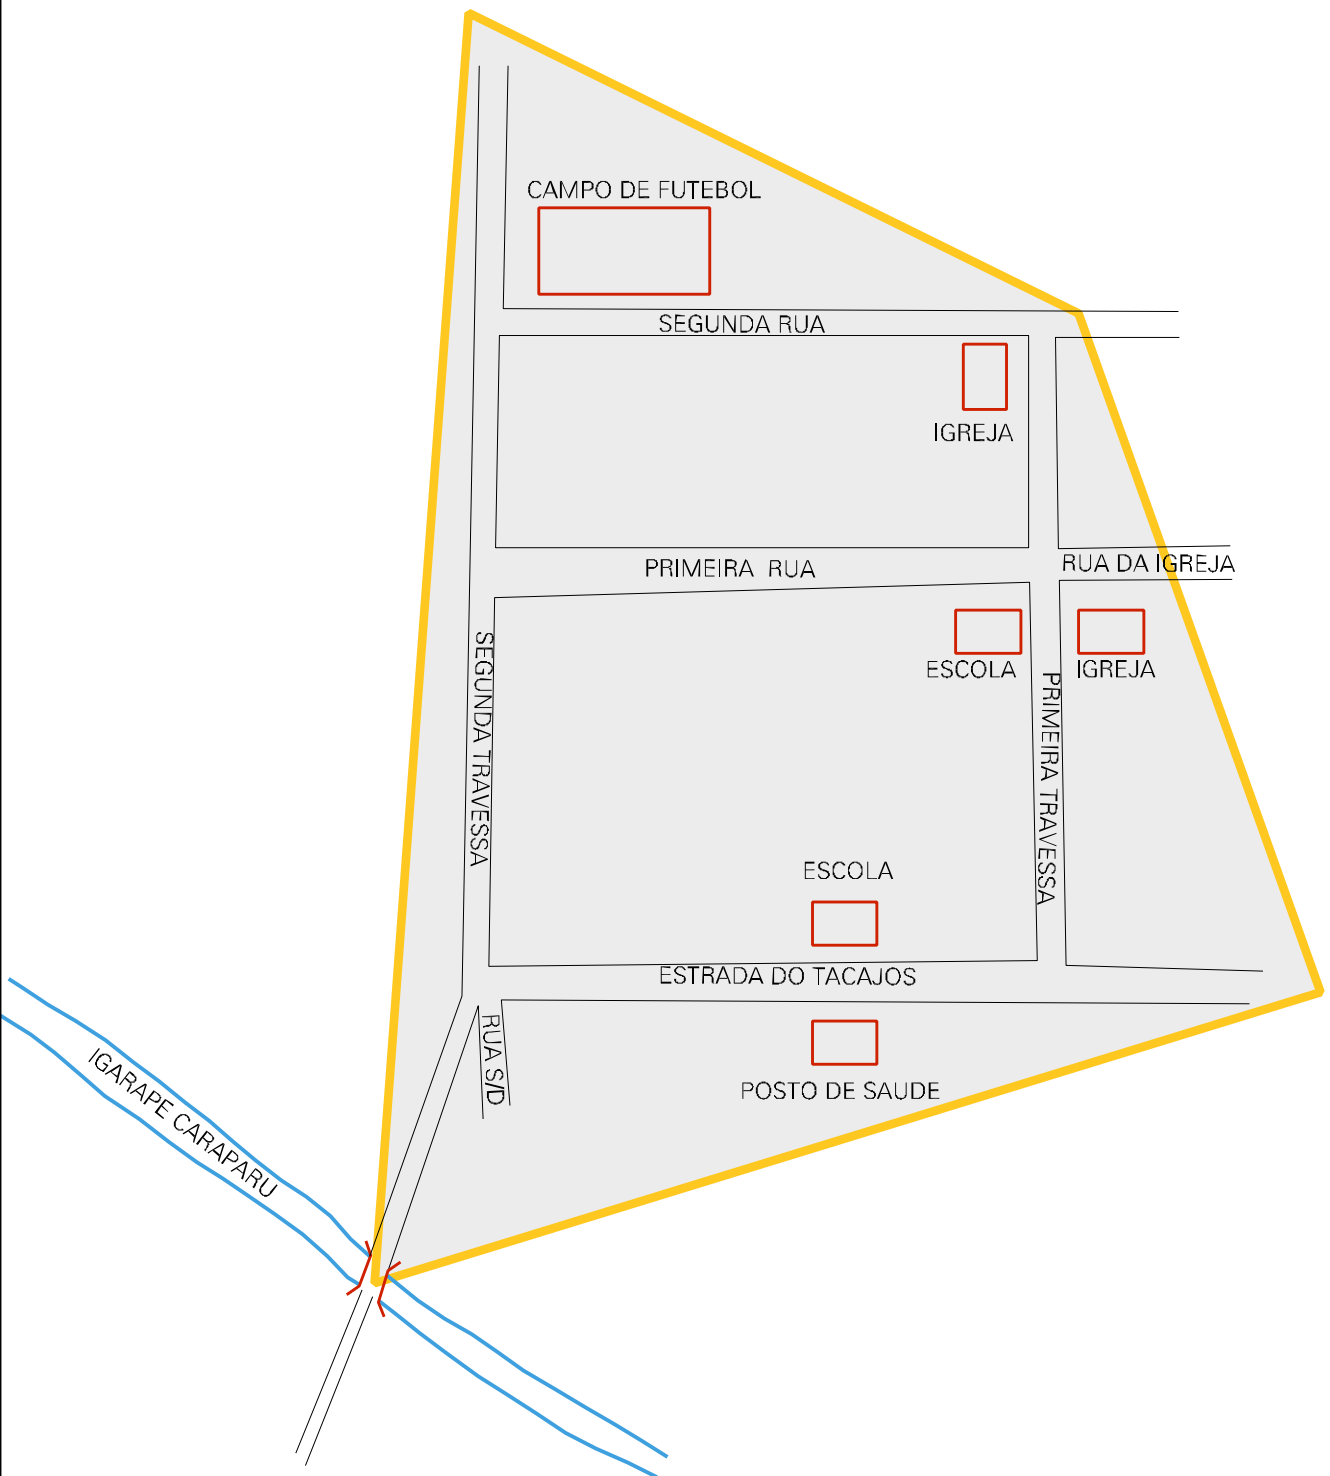 CAMPO DE FUTEBOL
SEGUNDA RUA
IGREJA
PRIMEIRA RUA
RUA DA IGREJA
SEGUNDA TRAVESSA
ESCOLA
IGREJA
PRIMEIRA TRAVESSA
ESCOLA
ESTRADA DO TACAJOS
RUA S/D
POSTO DE SAUDE
IGARAPE CARAPARU